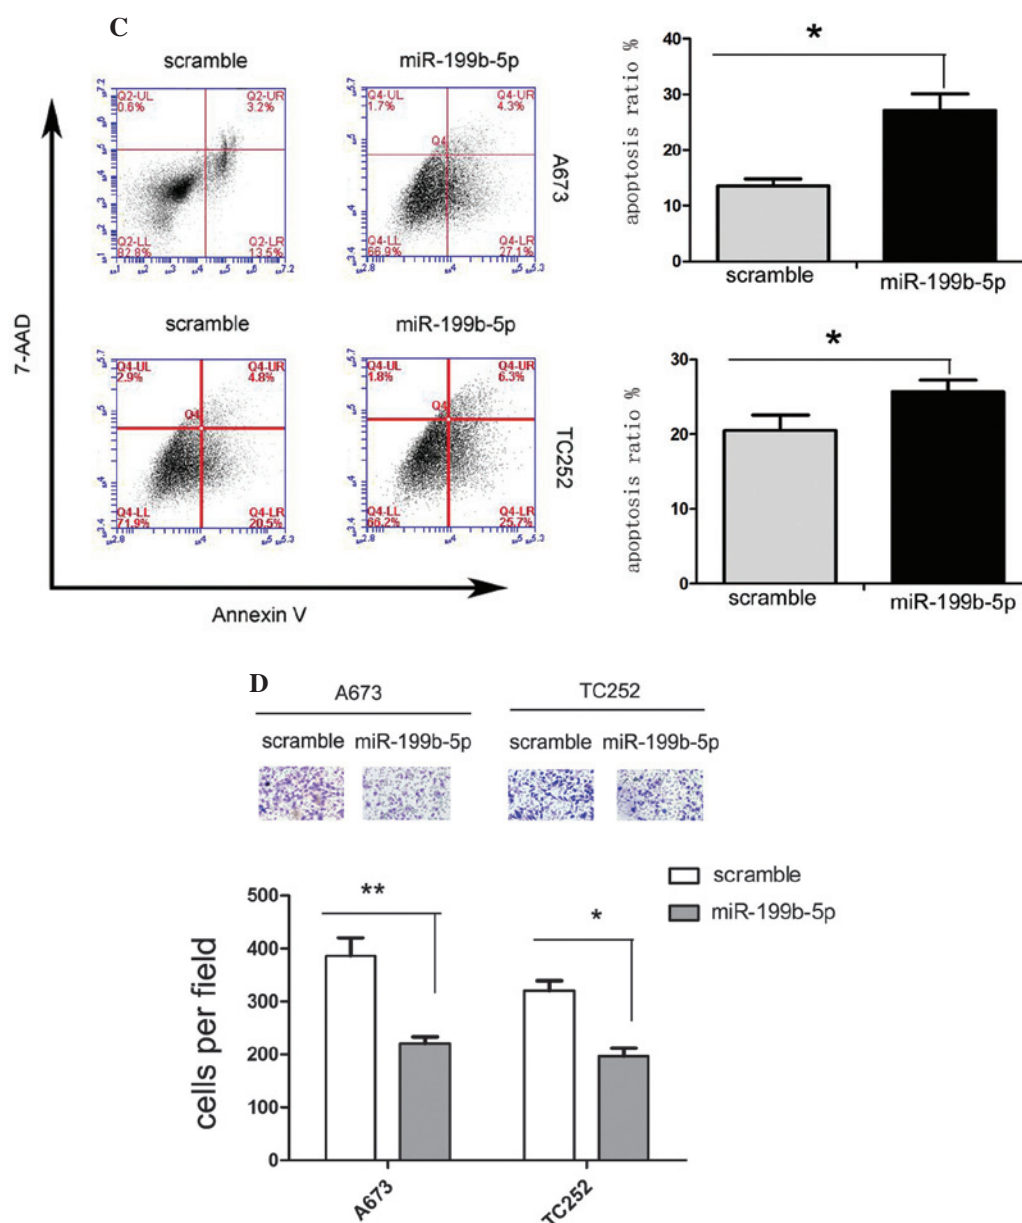 C
scramble
miR-199b-5p
Q2-UL
0.6%
Q2-UR
3.2%
Q2-LL
82.8%
Q2-LR
13.5%
Q4-UL
1.7%
Q4-UR
4.3%
Q4
Q4-LL
66.9%
Q4-LR
27.1%
A673
apoptosis ratio %
40
30
20
10
0
*
scramble
miR-199b-5p
7-AAD
scramble
miR-199b-5p
Q4-UL
2.9%
Q4-UR
4.8%
Q4
Q4-LL
71.9%
Q4-LR
20.5%
Q4-UL
1.8%
Q4-UR
6.3%
Q4
Q4-LL
66.2%
Q4-LR
25.7%
TC252
Annexin V
apoptosis ratio %
30
20
10
0
*
scramble
miR-199b-5p
D
A673
TC252
scramble miR-199b-5p
scramble miR-199b-5p
scramble
miR-199b-5p
cells per field
500
400
300
200
100
0
**
*
A673
TC252